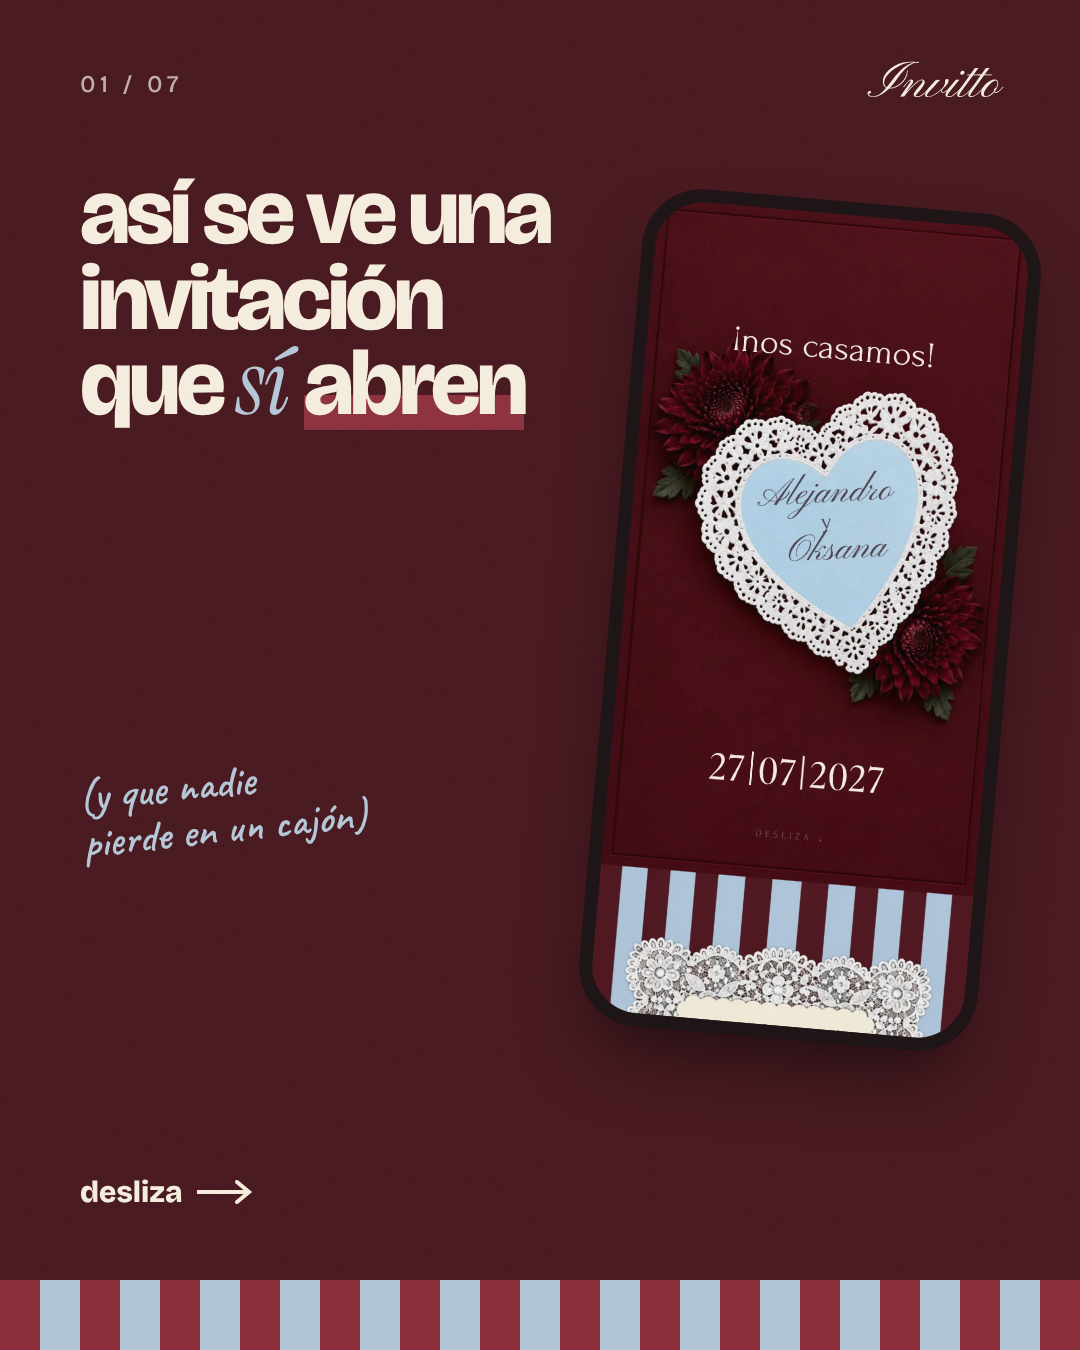 01 / 07
Invitto
así se ve una
invitación
que sí abren
¡nos casamos!
Alejandro
y
Oksana
27|07|2027
DESLIZA ↓
(y que nadie
pierde en un cajón)
desliza →